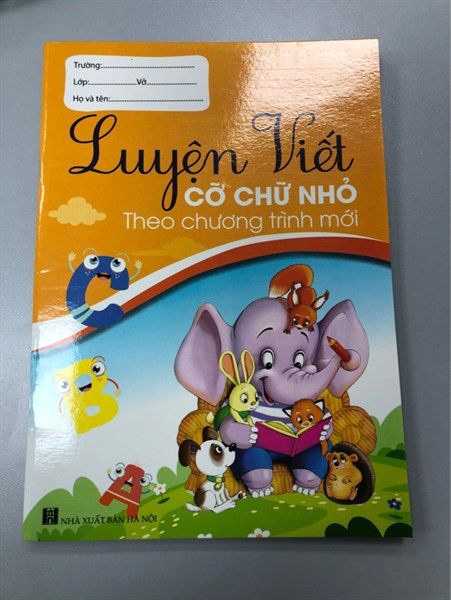 Trường:
Lớp: Vở
Họ và tên:
Luyện Viết
CỠ CHỮ NHỎ
Theo chương trình mới
C
B
A
NHÀ XUẤT BẢN HÀ NỘI